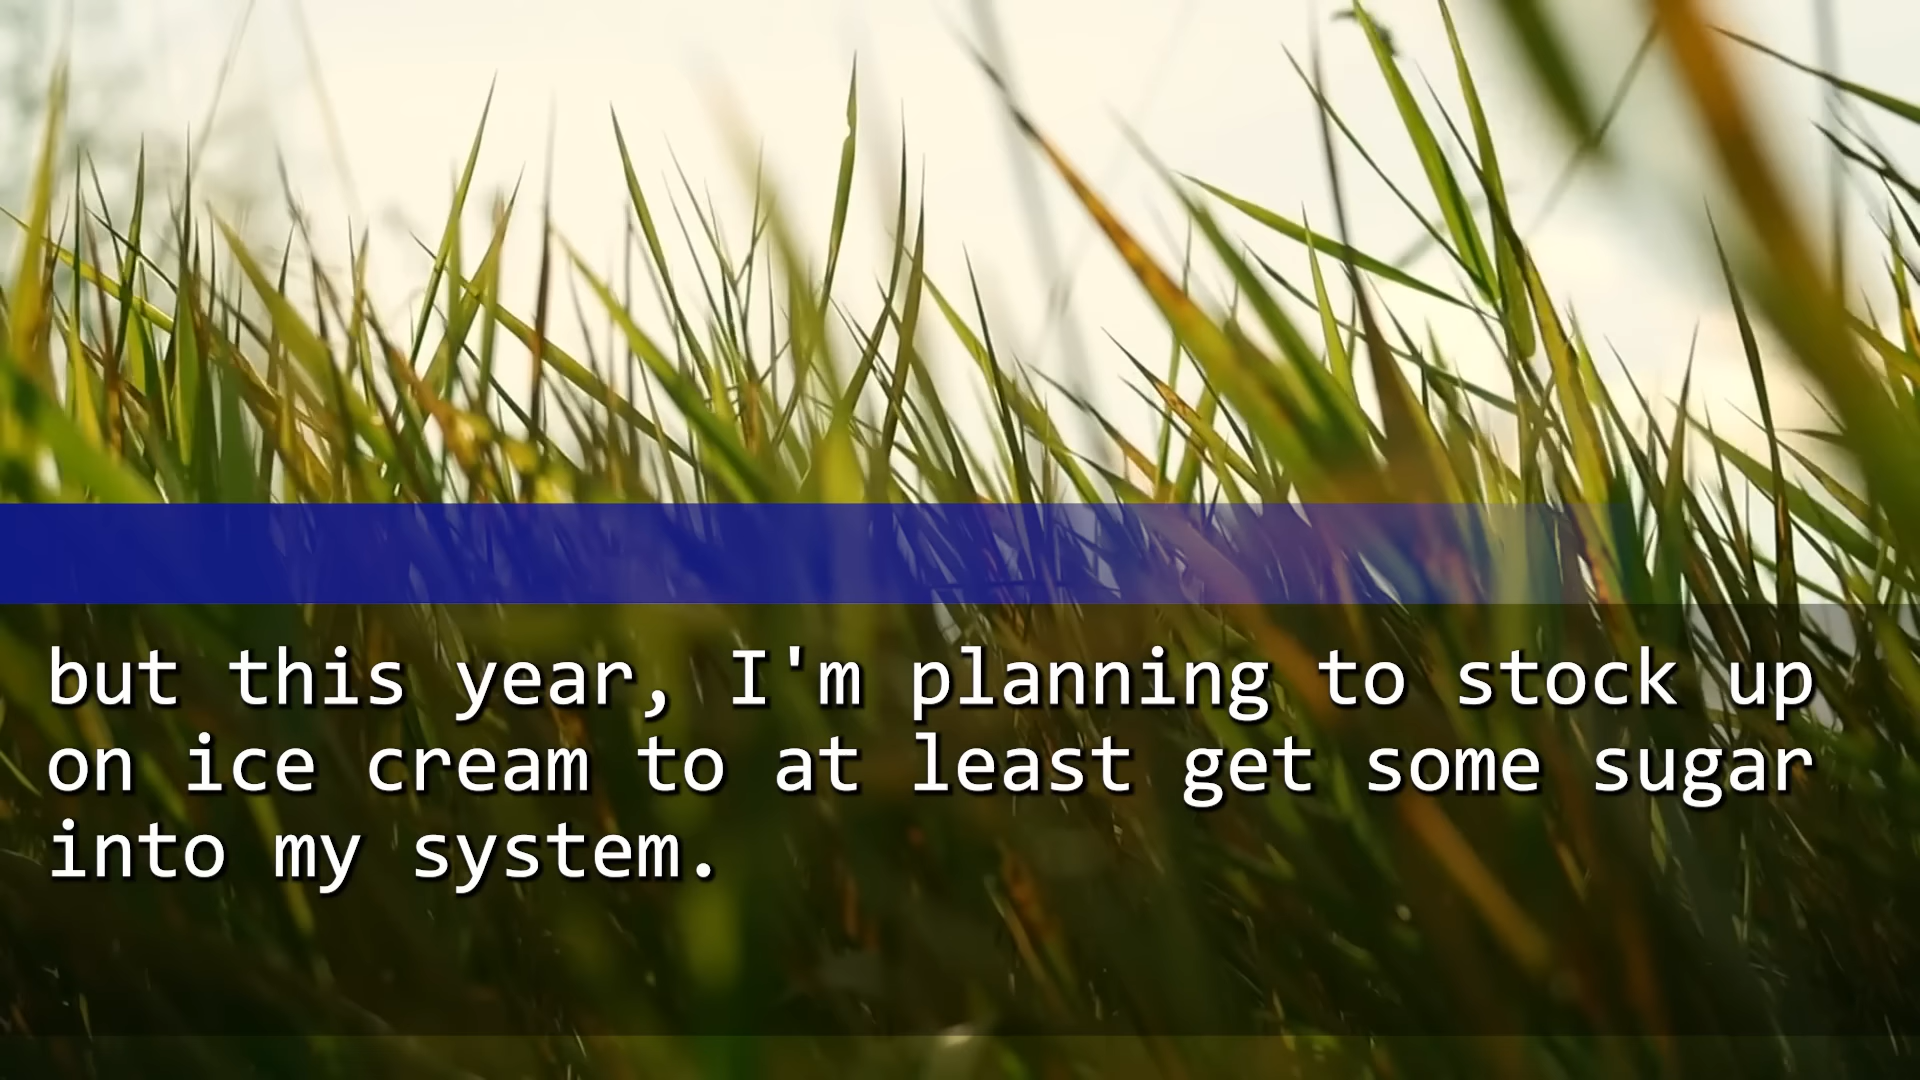 but this year, I'm planning to stock up
on ice cream to at least get some sugar
into my system.